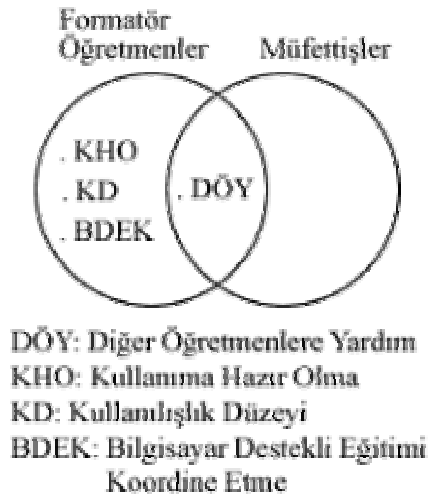 Formatör
Öğretmenler
Müfettişler
. KHO
. KD
. DÖY
. BDEK
DÖY: Diğer Öğretmenlere Yardım
KHO: Kullanıma Hazır Olma
KD: Kullanılışlık Düzeyi
BDEK: Bilgisayar Destekli Eğitimi
Koordine Etme